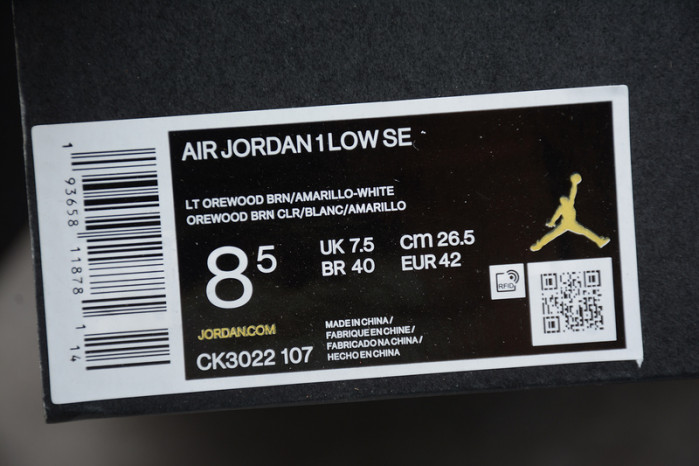 AIR JORDAN 1 LOW SE
LT OREWOOD BRN/AMARILLO-WHITE
OREWOOD BRN CLR/BLANC/AMARILLO
8 5
UK 7.5 cm 26.5
BR 40 EUR 42
RFID
JORDAN.COM
CK3022 107
MADE IN CHINA /
FABRIQUE EN CHINE /
FABRICADO NA CHINA /
HECHO EN CHINA
1 93658 11878 1 14